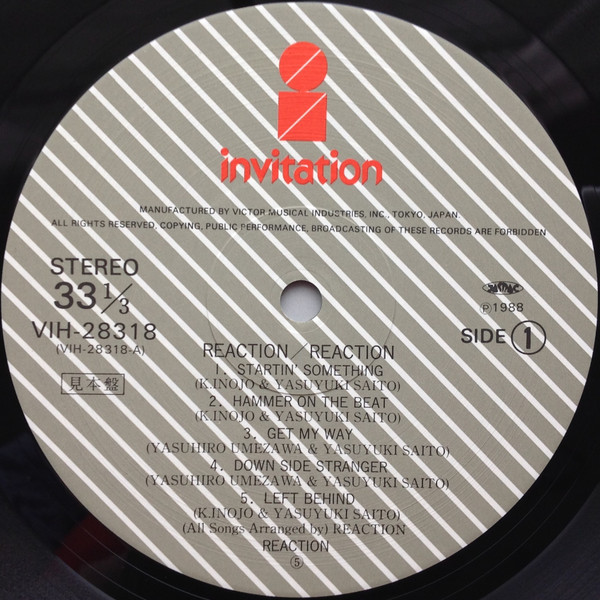 invitation
MANUFACTURED BY VICTOR MUSICAL INDUSTRIES, INC., TOKYO, JAPAN.
ALL RIGHTS RESERVED, COPYING, PUBLIC PERFORMANCE, BROADCASTING OF THESE RECORDS ARE FORBIDDEN
STEREO
33 1/3
VIH-28318
(VIH-28318-A)
見本盤
Ⓟ1988
SIDE 1
REACTION/REACTION
1. STARTIN' SOMETHING
(K.INOJO & YASUYUKI SAITO)
2. HAMMER ON THE BEAT
(K.INOJO & YASUYUKI SAITO)
3. GET MY WAY
(YASUHIRO UMEZAWA & YASUYUKI SAITO)
4. DOWN SIDE STRANGER
(YASUHIRO UMEZAWA & YASUYUKI SAITO)
5. LEFT BEHIND
(K.INOJO & YASUYUKI SAITO)
(All Songs Arranged by) REACTION
REACTION
⑤